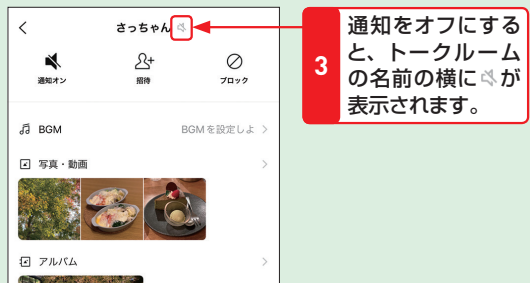 さっちゃん
通知オン
招待
ブロック
BGM
BGMを設定しよ
写真・動画
アルバム
3
通知をオフにする
と、トークルーム
の名前の横に が
表示されます。